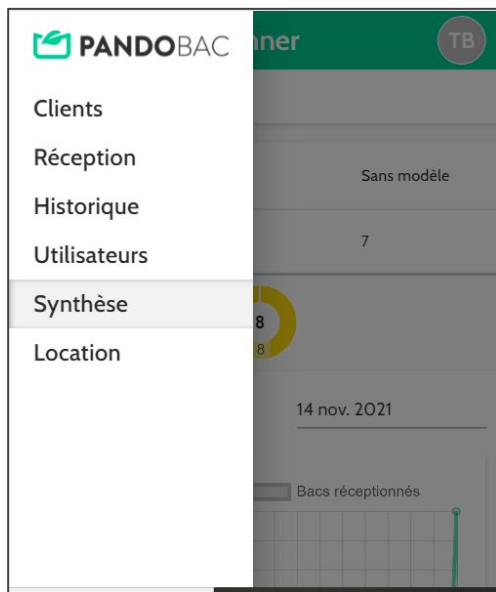 PANDOBAC
nner
TB
Clients
Réception
Historique
Utilisateurs
Synthèse
Location
Sans modèle
7
8
8
14 nov. 2021
Bacs réceptionnés